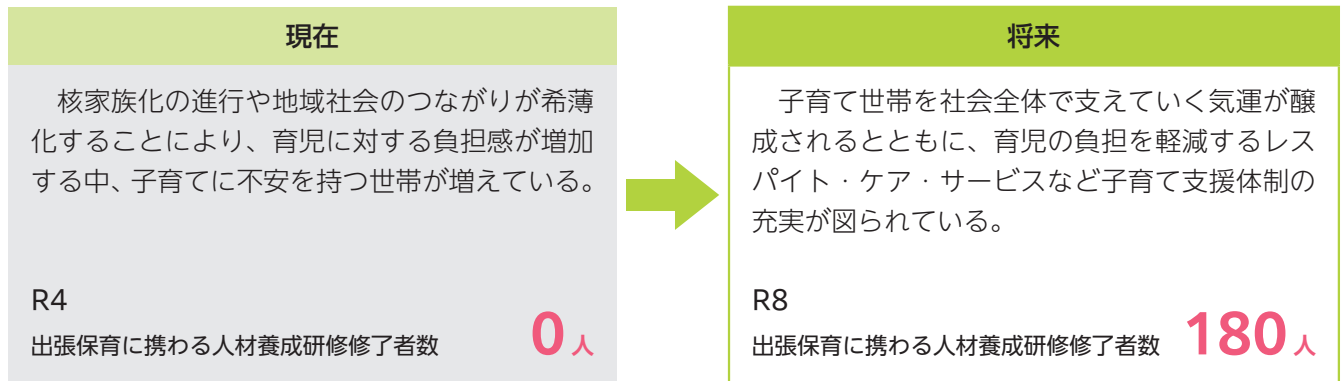 現在
核家族化の進行や地域社会のつながりが希薄
化することにより、育児に対する負担感が増加
する中、子育てに不安を持つ世帯が増えている。
R4
出張保育に携わる人材養成研修修了者数 0人
将来
子育て世帯を社会全体で支えていく気運が醸
成されるとともに、育児の負担を軽減するレス
パイト・ケア・サービスなど子育て支援体制の
充実が図られている。
R8
出張保育に携わる人材養成研修修了者数 180人